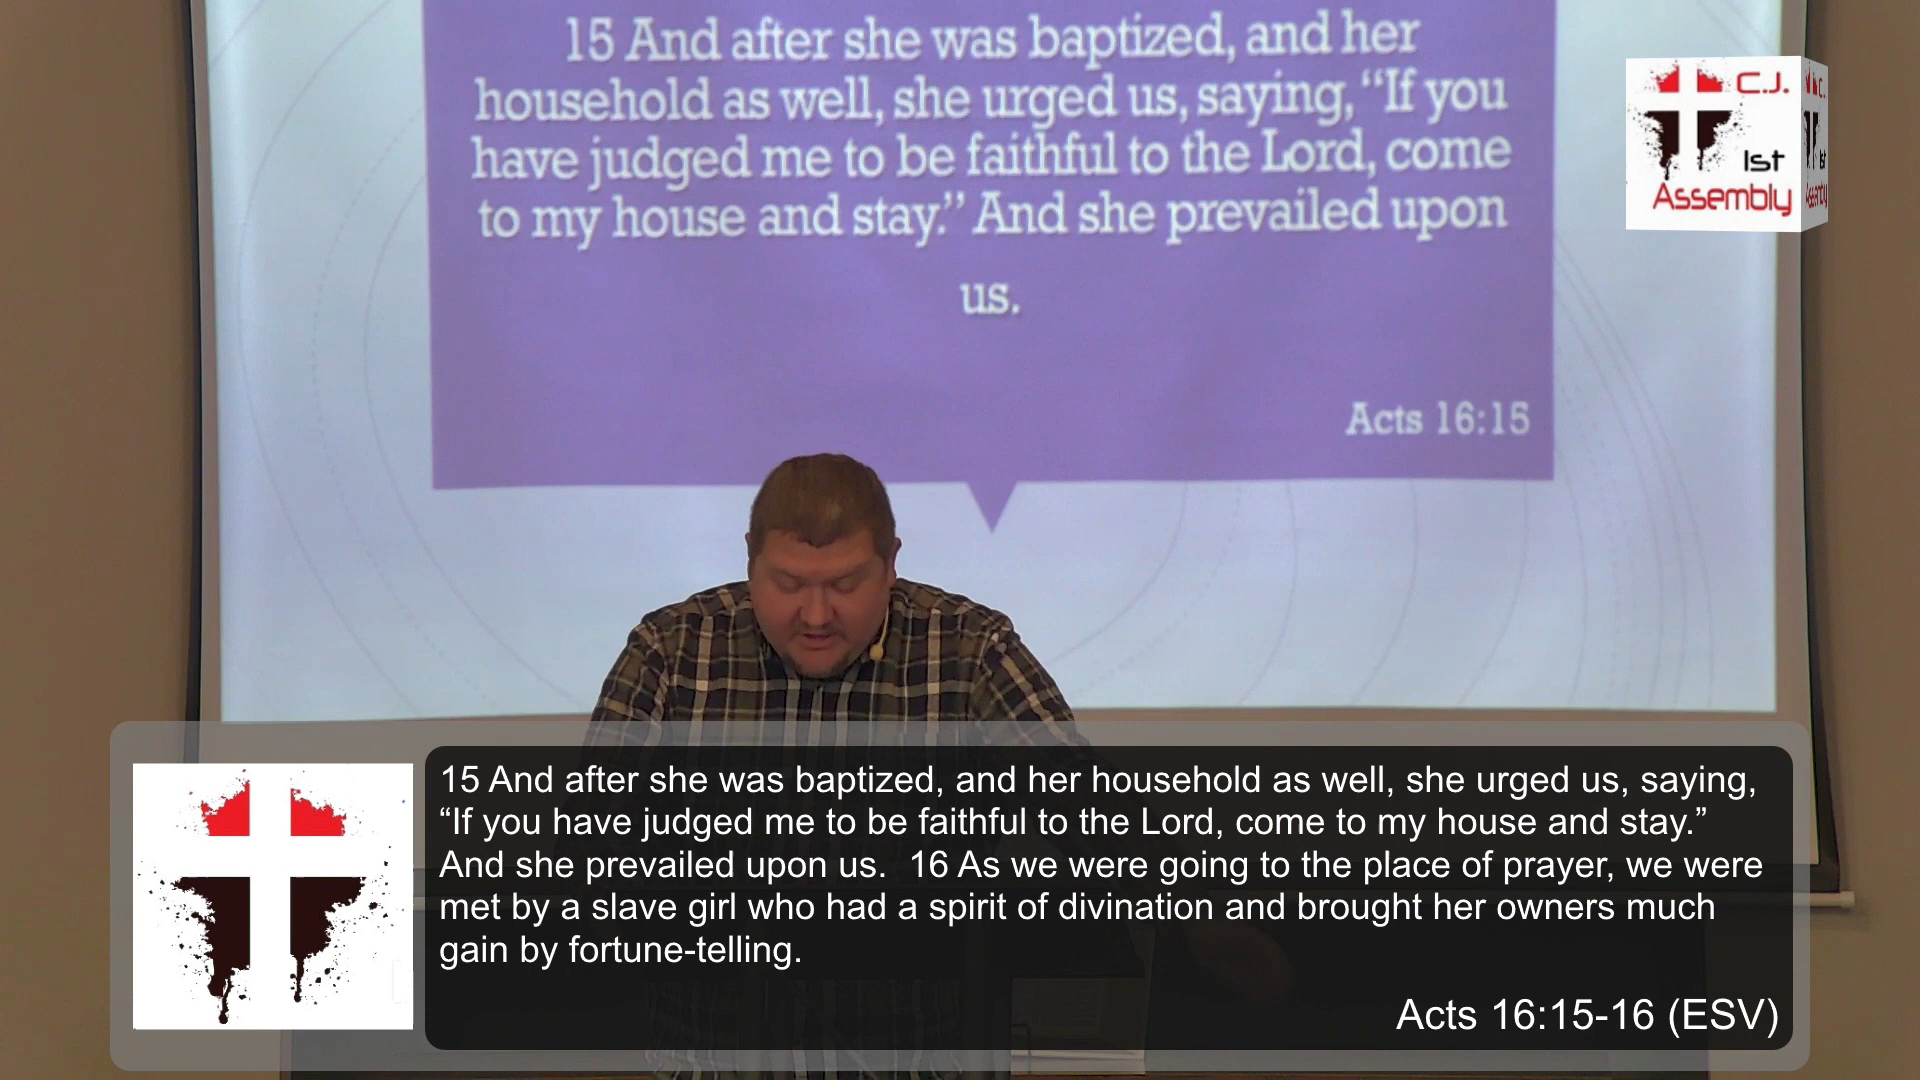 15 And after she was baptized, and her
household as well, she urged us, saying, “If you
have judged me to be faithful to the Lord, come
to my house and stay.” And she prevailed upon
us.
Acts 16:15
C.J.
1st
Assembly
15 And after she was baptized, and her household as well, she urged us, saying,
“If you have judged me to be faithful to the Lord, come to my house and stay.”
And she prevailed upon us.  16 As we were going to the place of prayer, we were
met by a slave girl who had a spirit of divination and brought her owners much
gain by fortune-telling.
Acts 16:15-16 (ESV)